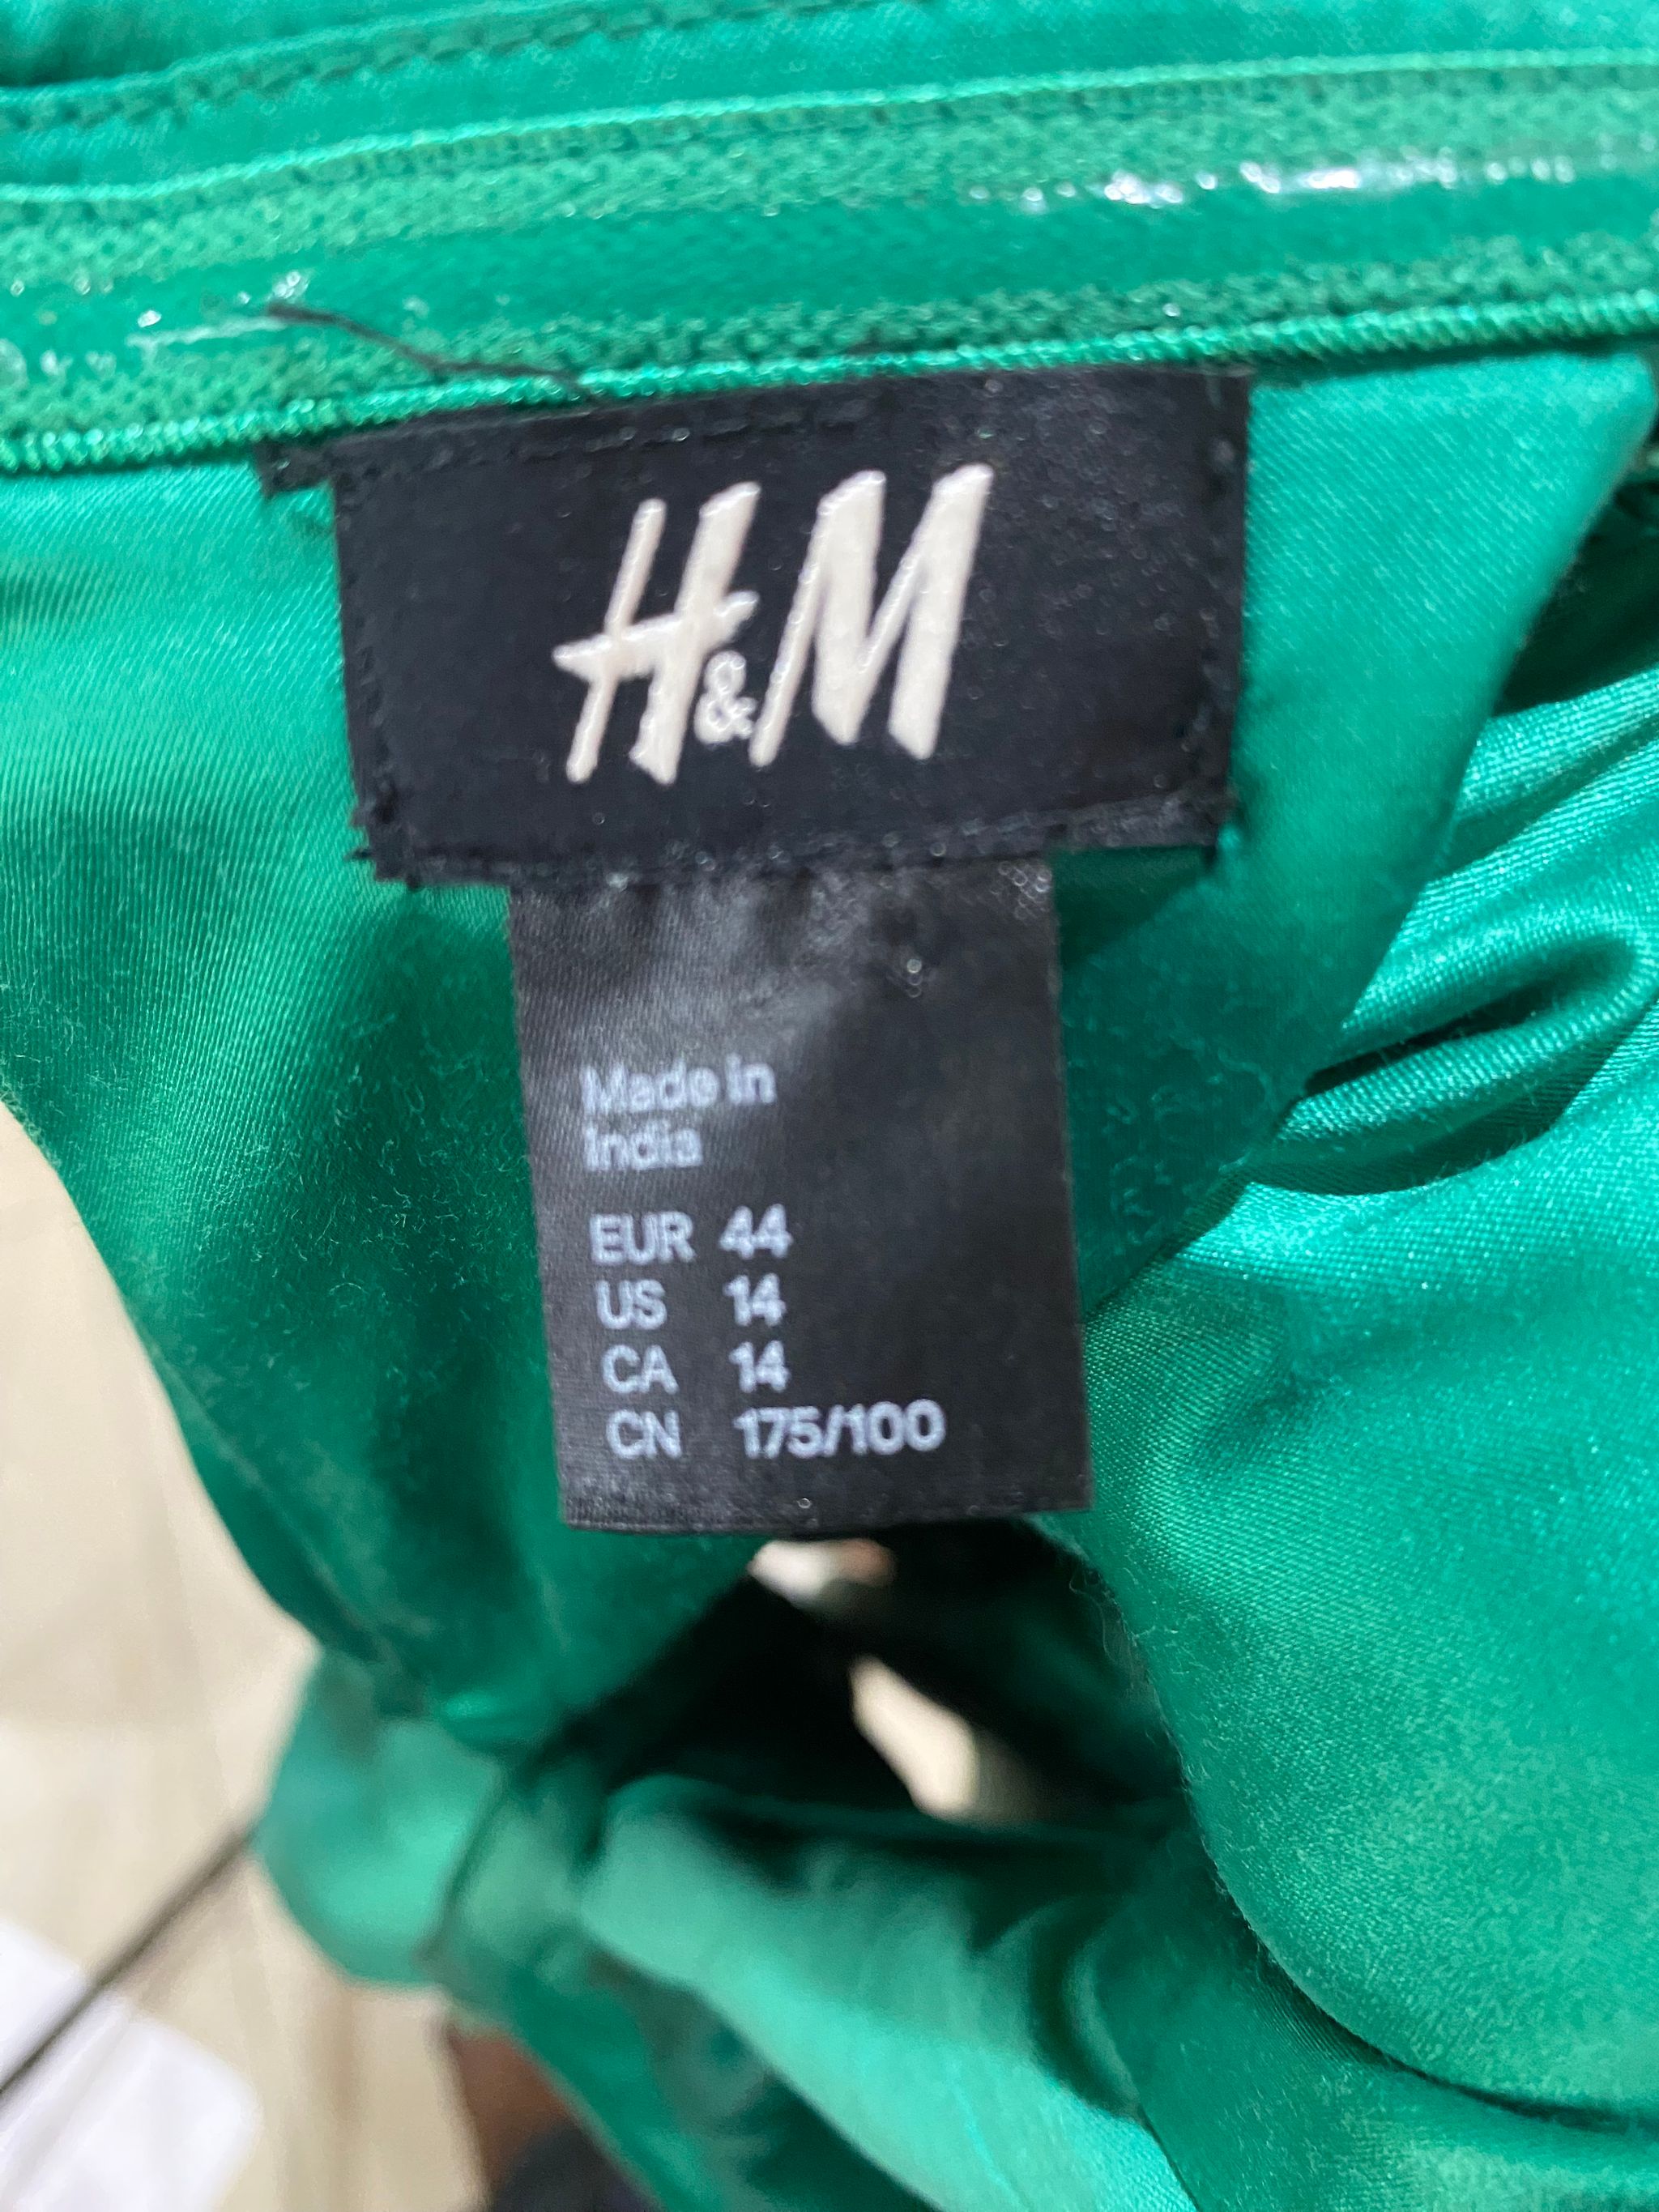 H&M
Made in
India
EUR 44
US 14
CA 14
CN 175/100